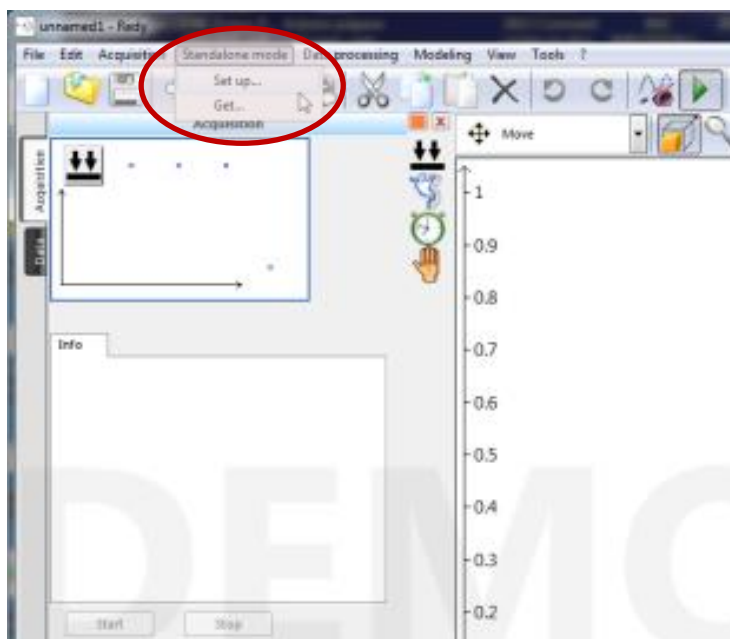 unnamed1 - Rady
File Edit Acquisition Standalone mode Data processing Modeling View Tools ?
Set up...
Get...
Acquisition
Move
Acquisition
Data
Info
1
0.9
0.8
0.7
0.6
0.5
0.4
0.3
0.2
Start Stop
DEMO